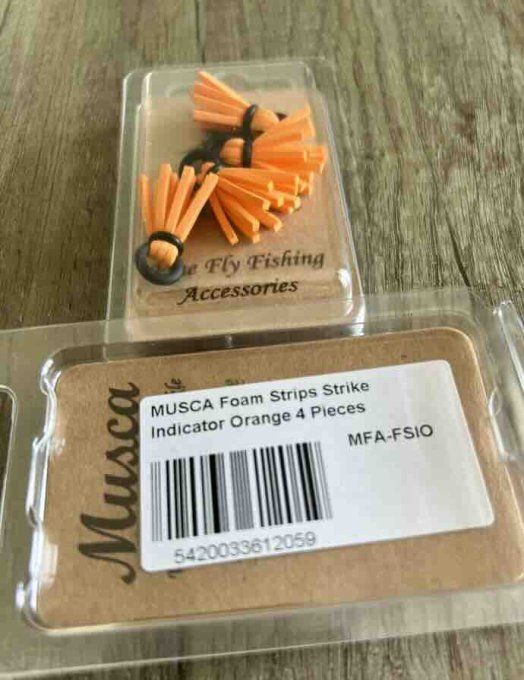 Fly Fishing
Accessories
Musca
MUSCA Foam Strips Strike
Indicator Orange 4 Pieces
MFA-FSIO
5420033612059